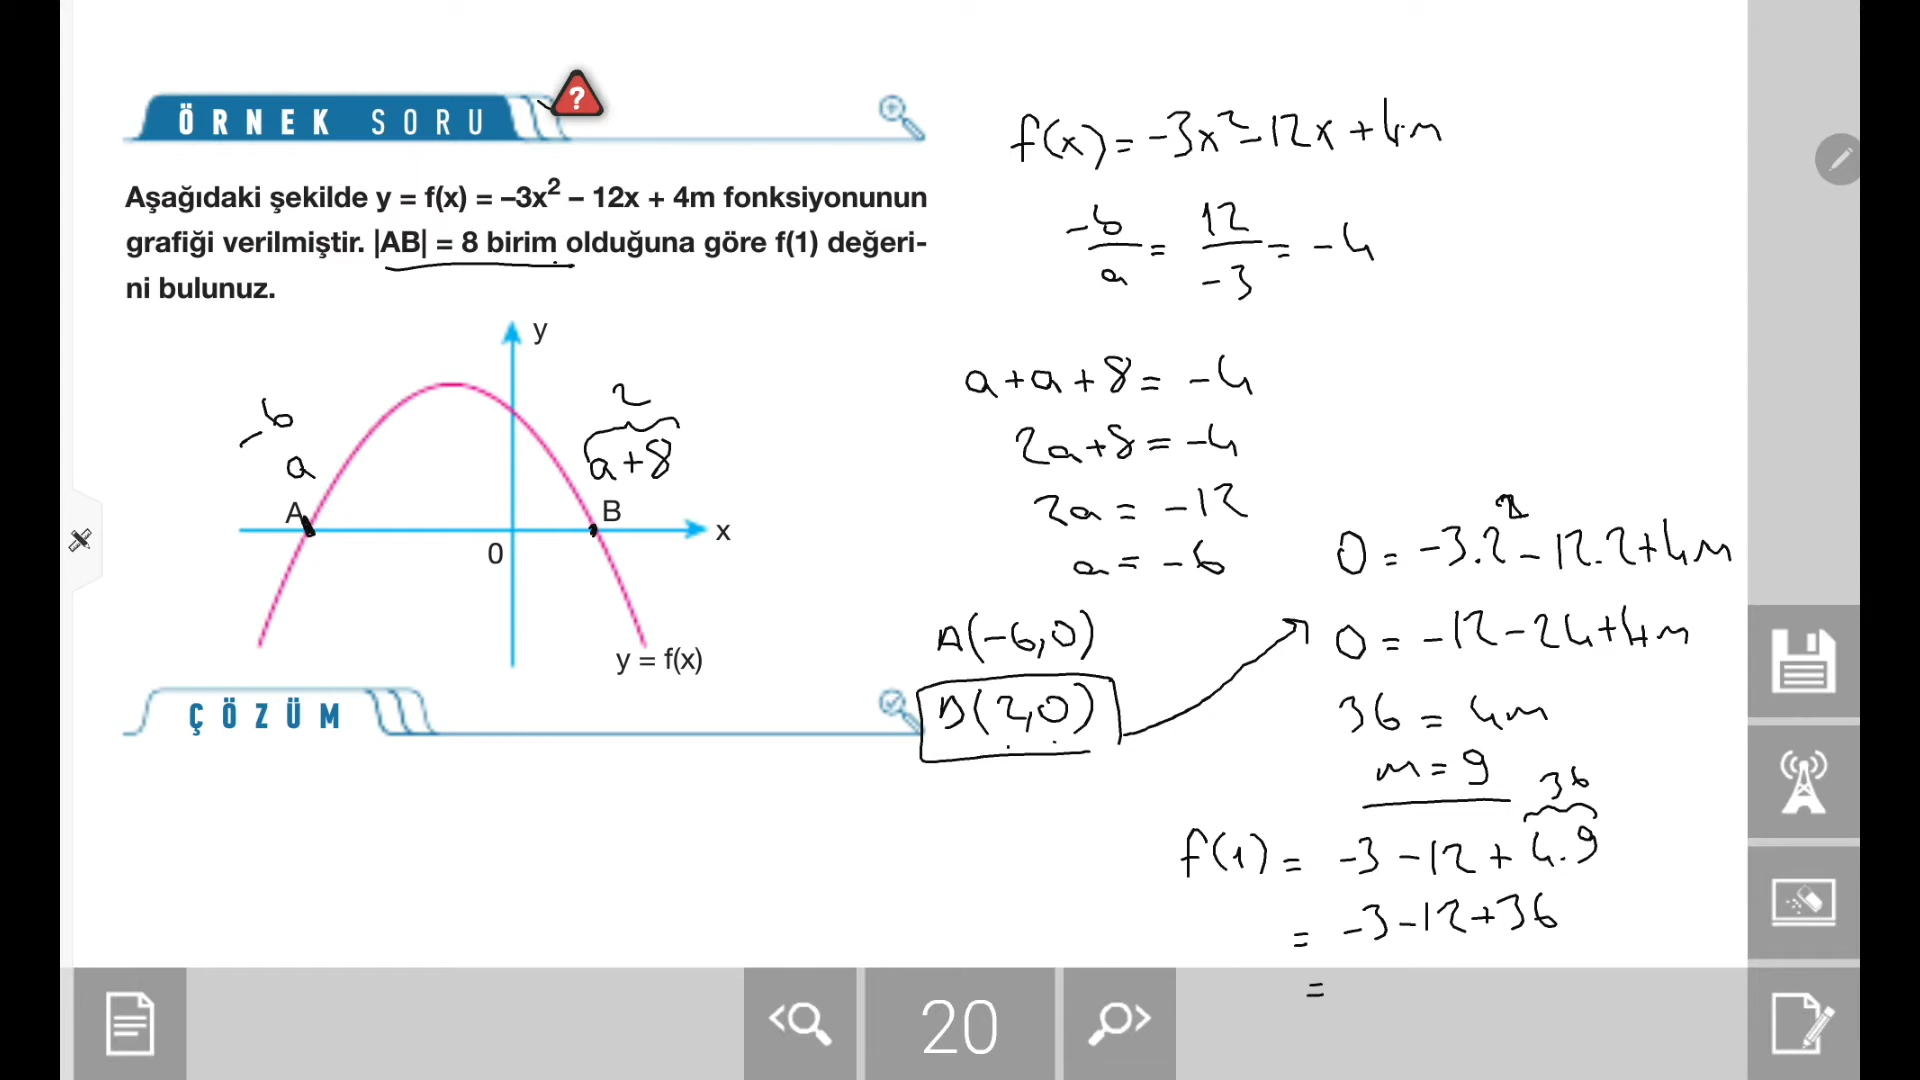 ÖRNEK SORU
?
Aşağıdaki şekilde y = f(x) = –3x² – 12x + 4m fonksiyonunun
grafiği verilmiştir. |AB| = 8 birim olduğuna göre f(1) değeri-
ni bulunuz.
y
2
-6
a
a+8
A
B
x
0
y = f(x)
ÇÖZÜM
f(x) = -3x² - 12x + 4.m
-b/a = 12/-3 = -4
a + a + 8 = -4
2a + 8 = -4
2a = -12
a = -6
A(-6,0)
B(2,0)
0 = -3.2² - 12.2 + 4m
0 = -12 - 24 + 4m
36 = 4m
m = 9
36
f(1) = -3 - 12 + 4.9
= -3 - 12 + 36
=
20